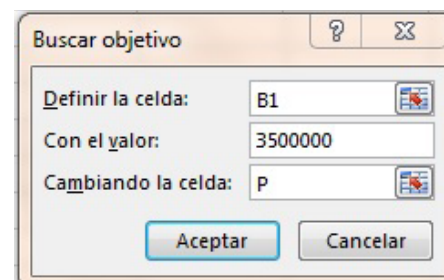 Buscar objetivo
Definir la celda: B1
Con el valor: 3500000
Cambiando la celda: P
Aceptar Cancelar